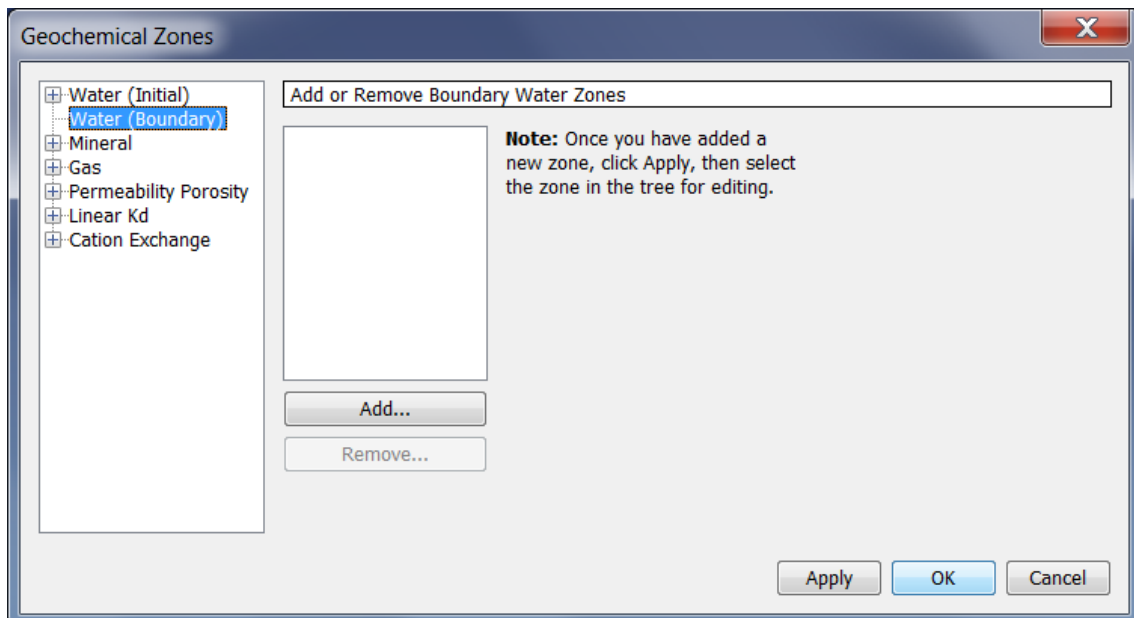 Geochemical Zones
X
Water (Initial)
Water (Boundary)
Mineral
Gas
Permeability Porosity
Linear Kd
Cation Exchange
Add or Remove Boundary Water Zones
Note: Once you have added a
new zone, click Apply, then select
the zone in the tree for editing.
Add...
Remove...
Apply
OK
Cancel